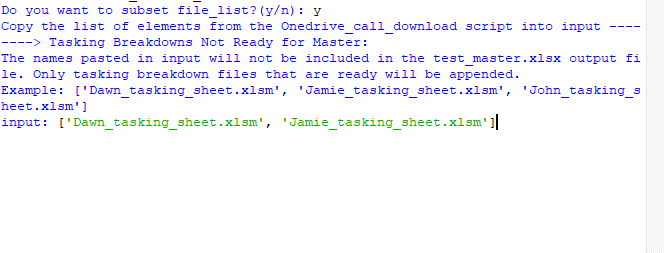 Do you want to subset file_list?(y/n): y
Copy the list of elements from the Onedrive_call_download script into input ----
----> Tasking Breakdowns Not Ready for Master:
The names pasted in input will not be included in the test_master.xlsx output fi
le. Only tasking breakdown files that are ready will be appended.
Example: ['Dawn_tasking_sheet.xlsm', 'Jamie_tasking_sheet.xlsm', 'John_tasking_s
heet.xlsm']
input: ['Dawn_tasking_sheet.xlsm', 'Jamie_tasking_sheet.xlsm']